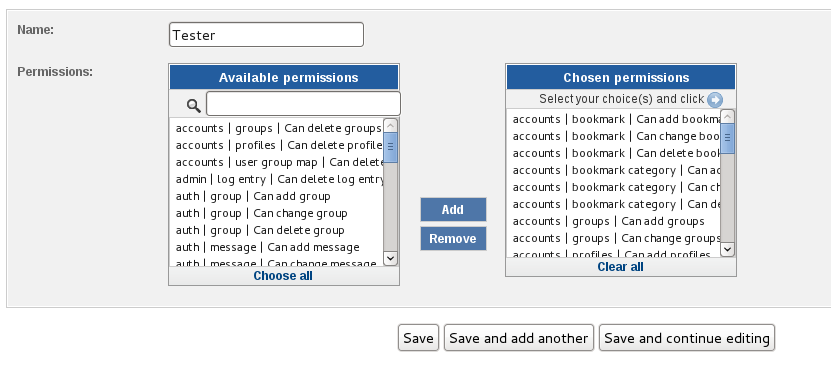 Name:
Tester
Permissions:
Available permissions
accounts | groups | Can delete groups
accounts | profiles | Can delete profile
accounts | user group map | Can delete
admin | log entry | Can delete log entry
auth | group | Can add group
auth | group | Can change group
auth | group | Can delete group
auth | message | Can add message
auth | message | Can change message
Choose all
Add
Remove
Chosen permissions
Select your choice(s) and click
accounts | bookmark | Can add bookma
accounts | bookmark | Can change boo
accounts | bookmark | Can delete book
accounts | bookmark category | Can ad
accounts | bookmark category | Can ch
accounts | bookmark category | Can de
accounts | groups | Can add groups
accounts | groups | Can change groups
accounts | profiles | Can add profiles
Clear all
Save
Save and add another
Save and continue editing